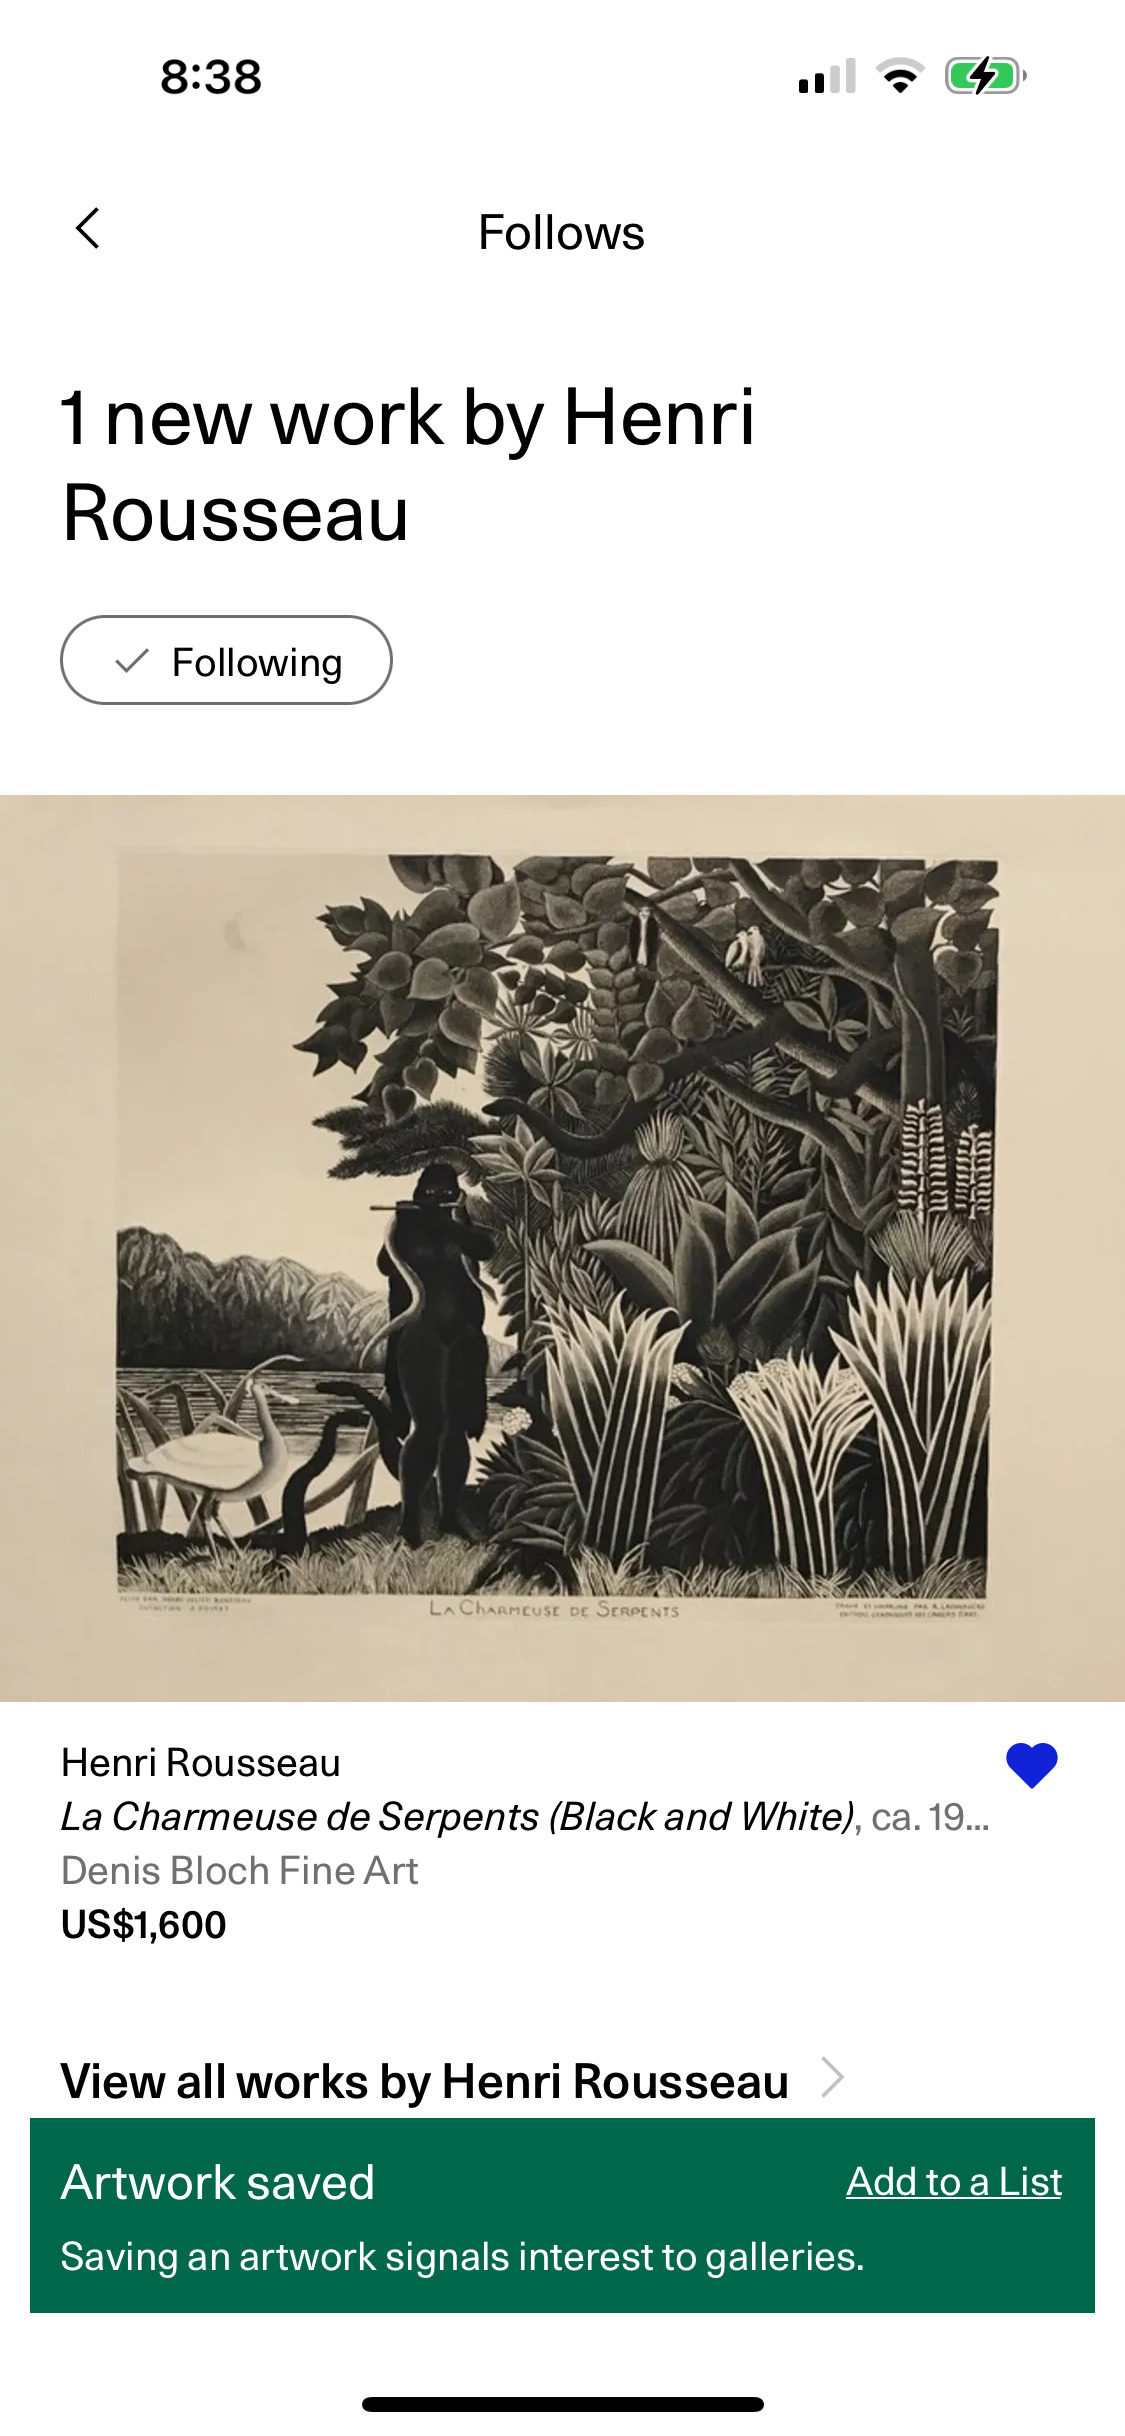 8:38
Follows
1 new work by Henri
Rousseau
Following
LA CHARMEUSE DE SERPENTS
Henri Rousseau
La Charmeuse de Serpents (Black and White), ca. 19...
Denis Bloch Fine Art
US$1,600
View all works by Henri Rousseau
Artwork saved
Add to a List
Saving an artwork signals interest to galleries.